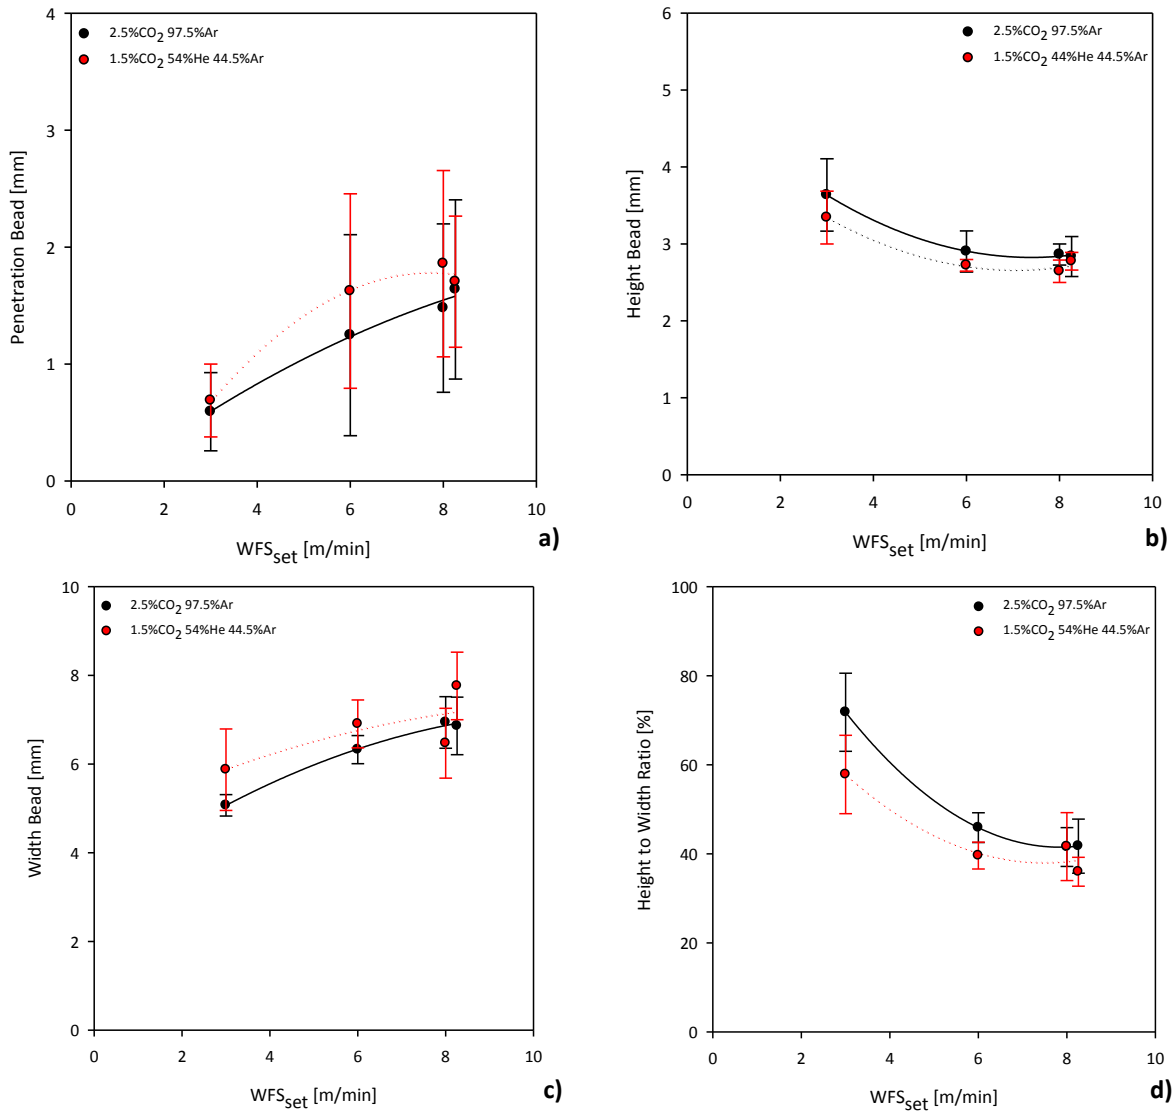 Penetration Bead [mm]
4
3
2
1
0
2.5%CO2 97.5%Ar
1.5%CO2 54%He 44.5%Ar
0 2 4 6 8 10
WFSset [m/min]
a)
Height Bead [mm]
6
5
4
3
2
1
0
2.5%CO2 97.5%Ar
1.5%CO2 44%He 44.5%Ar
0 2 4 6 8 10
WFSset [m/min]
b)
Width Bead [mm]
10
8
6
4
2
0
2.5%CO2 97.5%Ar
1.5%CO2 54%He 44.5%Ar
0 2 4 6 8 10
WFSset [m/min]
c)
Height to Width Ratio [%]
100
80
60
40
20
0
2.5%CO2 97.5%Ar
1.5%CO2 54%He 44.5%Ar
0 2 4 6 8 10
WFSset [m/min]
d)